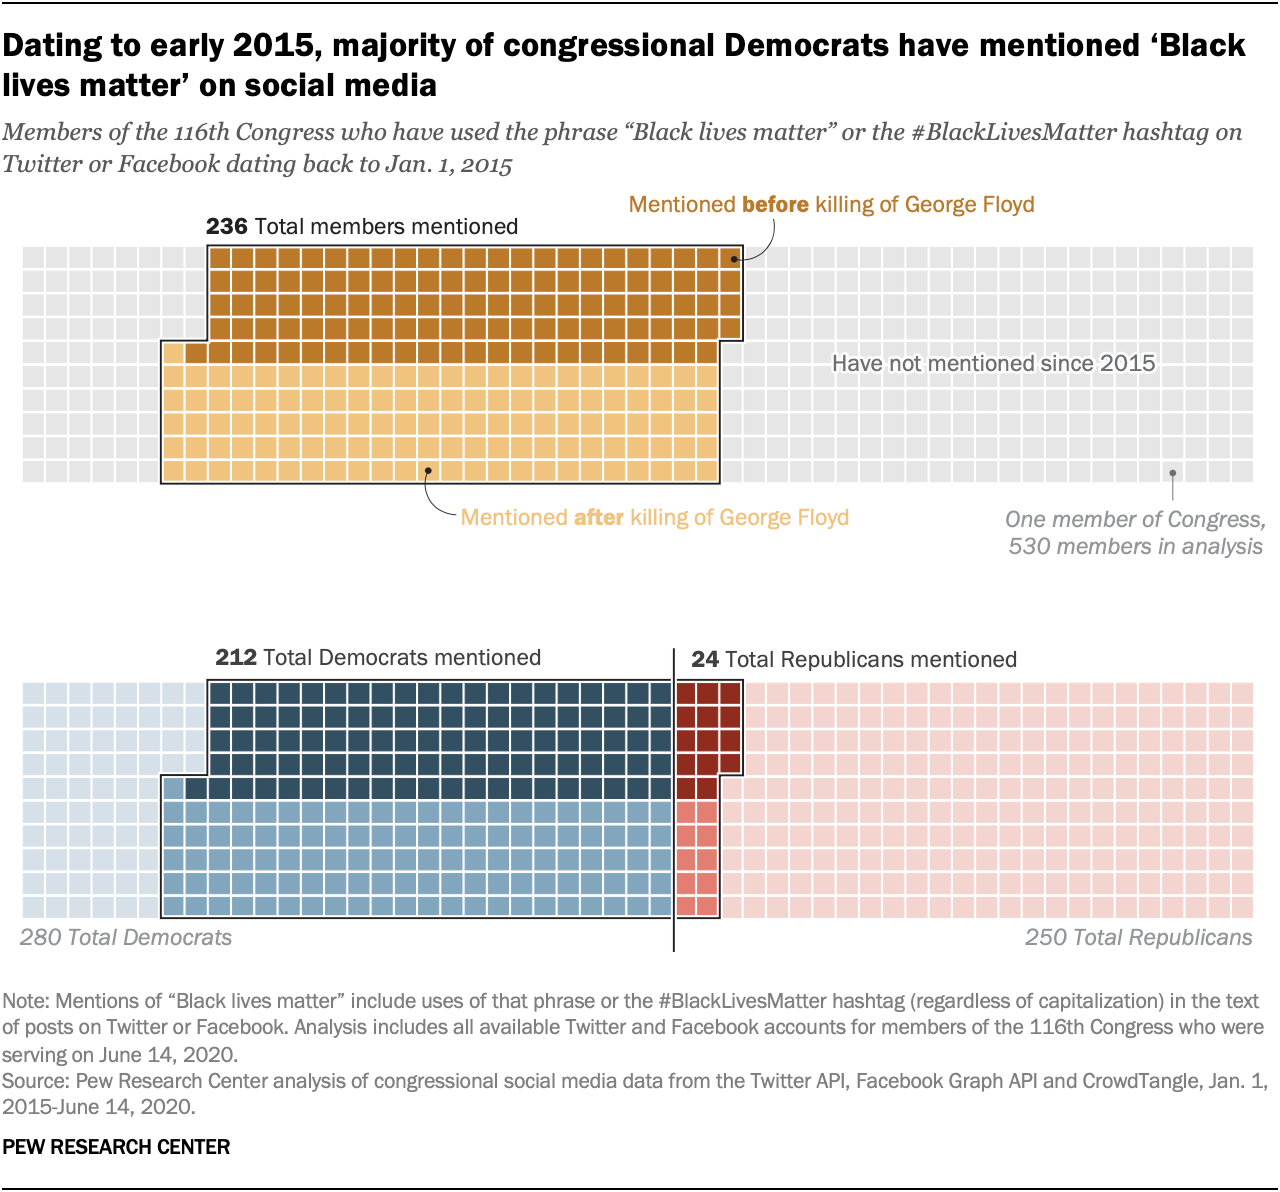 Dating to early 2015, majority of congressional Democrats have mentioned ‘Black
lives matter’ on social media
Members of the 116th Congress who have used the phrase “Black lives matter” or the #BlackLivesMatter hashtag on
Twitter or Facebook dating back to Jan. 1, 2015
Mentioned before killing of George Floyd
236 Total members mentioned
Have not mentioned since 2015
Mentioned after killing of George Floyd
One member of Congress,
530 members in analysis
212 Total Democrats mentioned
24 Total Republicans mentioned
280 Total Democrats
250 Total Republicans
Note: Mentions of “Black lives matter” include uses of that phrase or the #BlackLivesMatter hashtag (regardless of capitalization) in the text
of posts on Twitter or Facebook. Analysis includes all available Twitter and Facebook accounts for members of the 116th Congress who were
serving on June 14, 2020.
Source: Pew Research Center analysis of congressional social media data from the Twitter API, Facebook Graph API and CrowdTangle, Jan. 1,
2015-June 14, 2020.
PEW RESEARCH CENTER